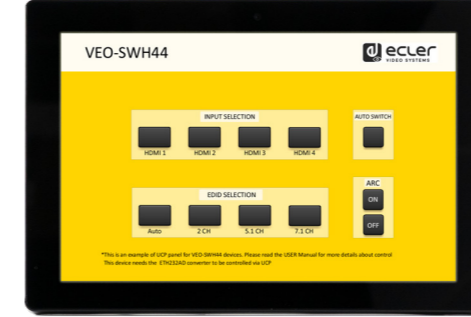 VEO-SWH44
ecler
VIDEO SYSTEMS
INPUT SELECTION
AUTO SWITCH
HDMI 1
HDMI 2
HDMI 3
HDMI 4
EDID SELECTION
ARC
ON
OFF
Auto
2 CH
5.1 CH
7.1 CH
*This is an example of UCP panel for VEO-SWH44 devices. Please read the USER Manual for more details about control
This device needs the ETH232AD converter to be controlled via UCP